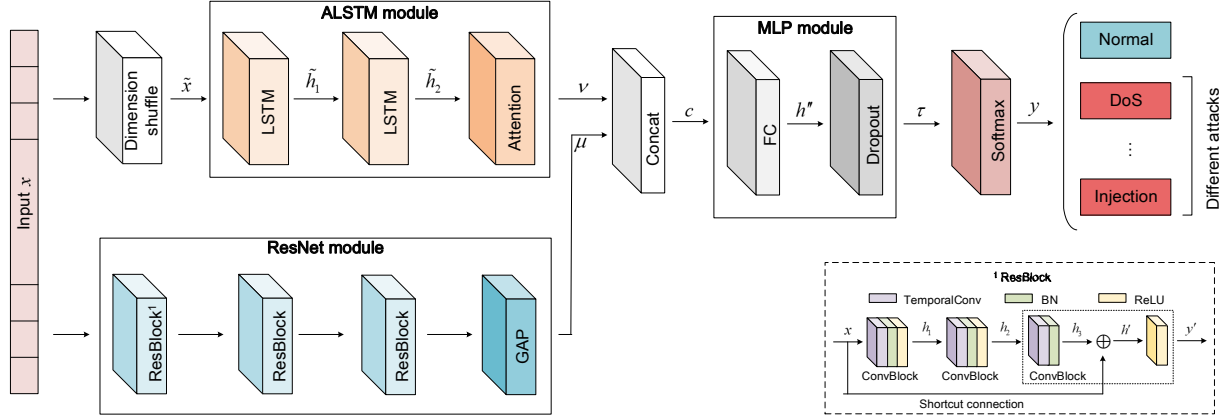 ALSTM module
MLP module
Input x
Dimension
shuffle
x̃
LSTM
h̃₁
LSTM
h̃₂
Attention
ν
μ
Concat
c
FC
h″
Dropout
τ
Softmax
y
Normal
DoS
...
Injection
Different attacks
ResNet module
ResBlock¹
ResBlock
ResBlock
GAP
¹ ResBlock
TemporalConv
BN
ReLU
x
h₁
h₂
h₃
h′
y′
ConvBlock
ConvBlock
ConvBlock
Shortcut connection